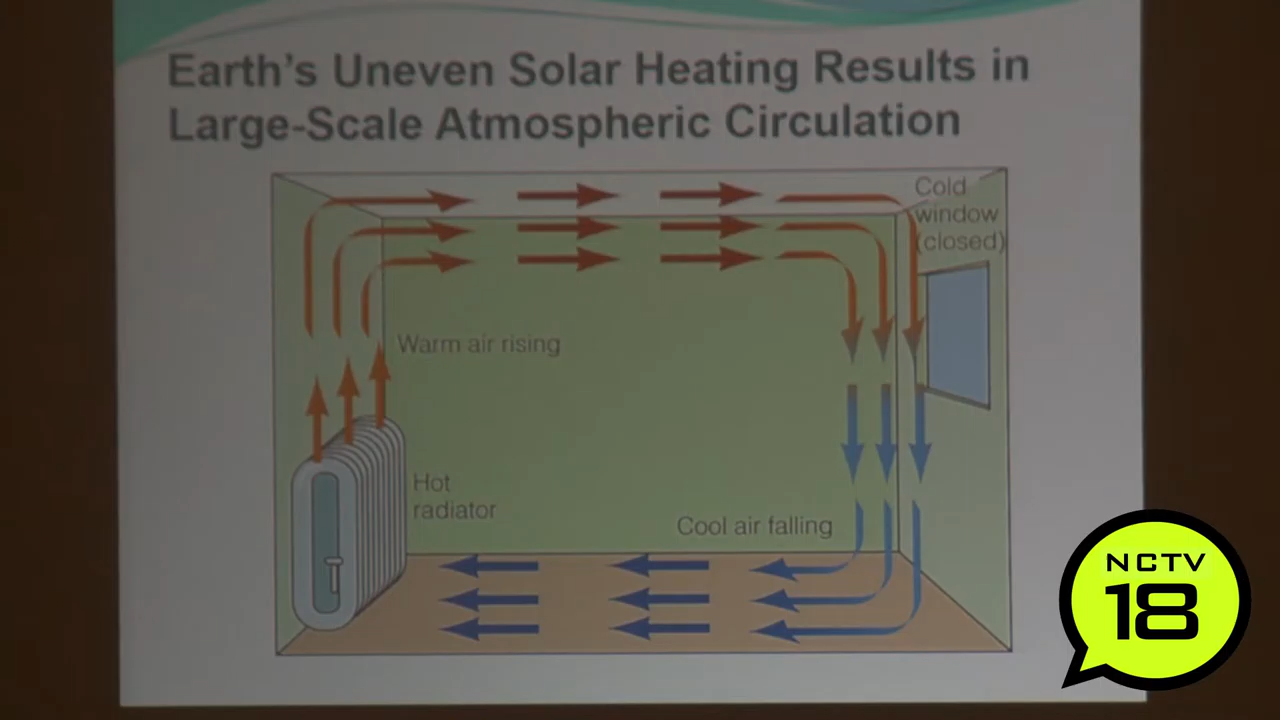 Earth's Uneven Solar Heating Results in
Large-Scale Atmospheric Circulation
Cold
window
(closed)
Warm air rising
Hot
radiator
Cool air falling
NCTV
18